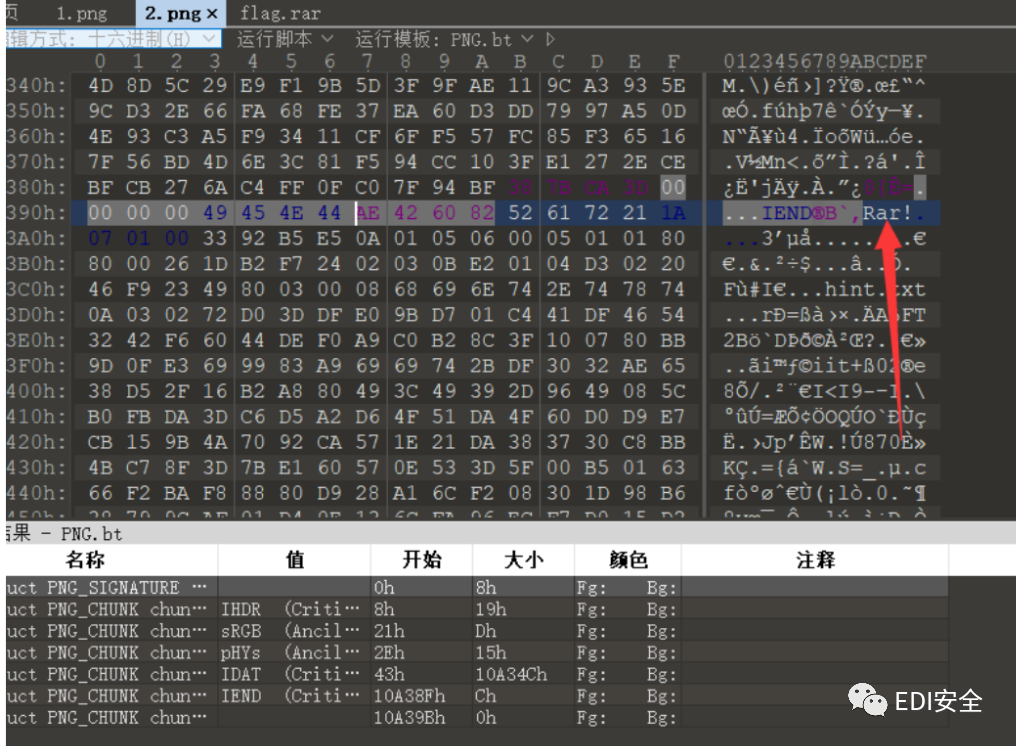 页 1.png 2.png × flag.rar
编辑方式: 十六进制(H) 运行脚本 运行模板: PNG.bt
0 1 2 3 4 5 6 7 8 9 A B C D E F 0123456789ABCDEF
340h: 4D 8D 5C 29 E9 F1 9B 5D 3F 9F AE 11 9C A3 93 5E M.\)éñ›]?Ÿ®.œ£“^
350h: 9C D3 2E 66 FA 68 FE 37 EA 60 D3 DD 79 97 A5 0D œÓ.fúhþ7ê`ÓÝy—¥.
360h: 4E 93 C3 A5 F9 34 11 CF 6F F5 57 FC 85 F3 65 16 N“Ã¥ù4.ÏoõWü…óe.
370h: 7F 56 BD 4D 6E 3C 81 F5 94 CC 10 3F E1 27 2E CE .V½Mn<.õ”Ì.?á'.Î
380h: BF CB 27 6A C4 FF 0F C0 7F 94 BF 00 ¿Ë'jÄÿ.À.”¿
390h: 00 00 00 49 45 4E 44 AE 42 60 82 52 61 72 21 1A ...IEND®B`‚Rar!.
3A0h: 07 01 00 33 92 B5 E5 0A 01 05 06 00 05 01 01 80 ...3’µå........€
3B0h: 80 00 26 1D B2 F7 24 02 03 0B E2 01 04 D3 02 20 €.&.²÷$...â..Ó.
3C0h: 46 F9 23 49 80 03 00 08 68 69 6E 74 2E 74 78 74 Fù#I€...hint.txt
3D0h: 0A 03 02 72 D0 3D DF E0 9B D7 01 C4 41 DF 46 54 ...rÐ=ßà›×.ÄAßFT
3E0h: 32 42 F6 60 44 DE F0 A9 C0 B2 8C 3F 10 07 80 BB 2Bö`DÞð©À²Œ?..€»
3F0h: 9D 0F E3 69 99 83 A9 69 69 74 2B DF 30 32 AE 65 ..ãi™ƒ©iit+ß02®e
400h: 38 D5 2F 16 B2 A8 80 49 3C 49 39 2D 96 49 08 5C 8Õ/.²¨€I<I9-–I.\
410h: B0 FB DA 3D C6 D5 A2 D6 4F 51 DA 4F 60 D0 D9 E7 °ûÚ=ÆÕ¢ÖOQÚO`ÐÙç
420h: CB 15 9B 4A 70 92 CA 57 1E 21 DA 38 37 30 C8 BB Ë.›Jp’ÊW.!Ú870È»
430h: 4B C7 8F 3D 7B E1 60 57 0E 53 3D 5F 00 B5 01 63 KÇ.={á`W.S=_.µ.c
440h: 66 F2 BA F8 88 80 D9 28 A1 6C F2 08 30 1D 98 B6 fòºøˆ€Ù(¡lò.0.˜¶
结果 - PNG.bt
名称 值 开始 大小 颜色 注释
uct PNG_SIGNATURE ⋯ 0h 8h Fg: Bg:
uct PNG_CHUNK chun⋯ IHDR (Criti⋯ 8h 19h Fg: Bg:
uct PNG_CHUNK chun⋯ sRGB (Ancil⋯ 21h Dh Fg: Bg:
uct PNG_CHUNK chun⋯ pHYs (Ancil⋯ 2Eh 15h Fg: Bg:
uct PNG_CHUNK chun⋯ IDAT (Criti⋯ 43h 10A34Ch Fg: Bg:
uct PNG_CHUNK chun⋯ IEND (Criti⋯ 10A38Fh Ch Fg: Bg:
uct PNG_CHUNK chun⋯ 10A39Bh 0h Fg: Bg:
EDI安全